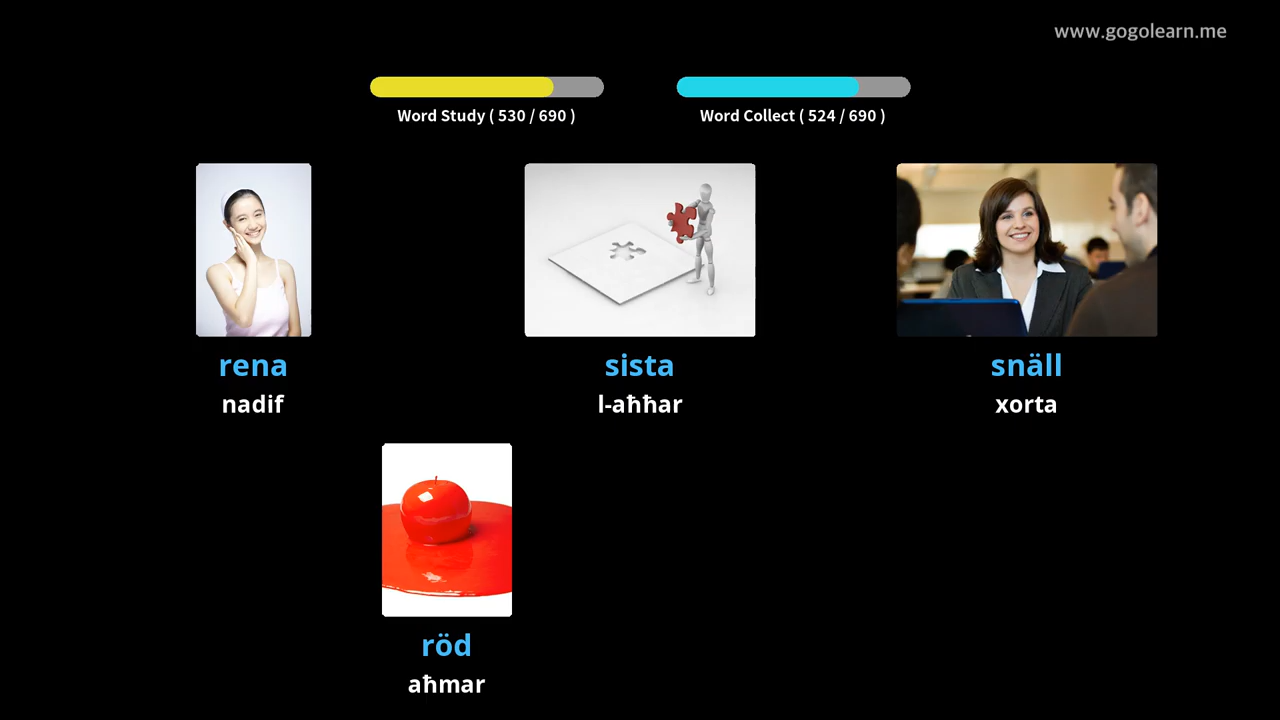 www.gogolearn.me
Word Study ( 530 / 690 )
Word Collect ( 524 / 690 )
rena
nadif
sista
l-aħħar
snäll
xorta
röd
aħmar